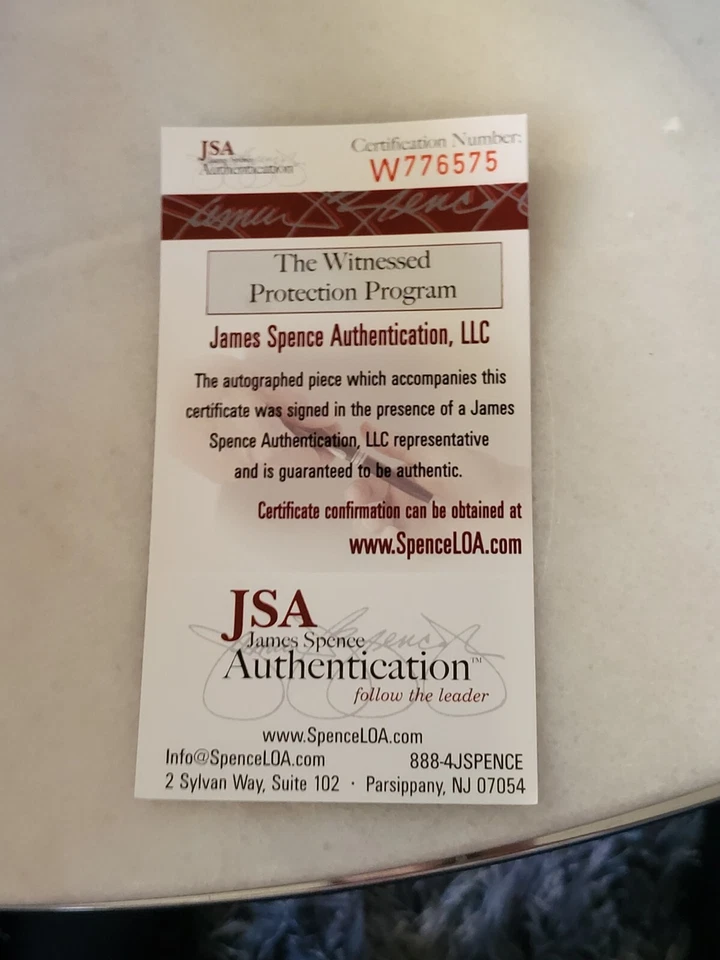 JSA
Certification Number:
James Spence
Authentication
W776575
The Witnessed
Protection Program
James Spence Authentication, LLC
The autographed piece which accompanies this
certificate was signed in the presence of a James
Spence Authentication, LLC representative
and is guaranteed to be authentic.
Certificate confirmation can be obtained at
www.SpenceLOA.com
JSA
James Spence
Authentication™
follow the leader
www.SpenceLOA.com
Info@SpenceLOA.com 888-4JSPENCE
2 Sylvan Way, Suite 102 · Parsippany, NJ 07054